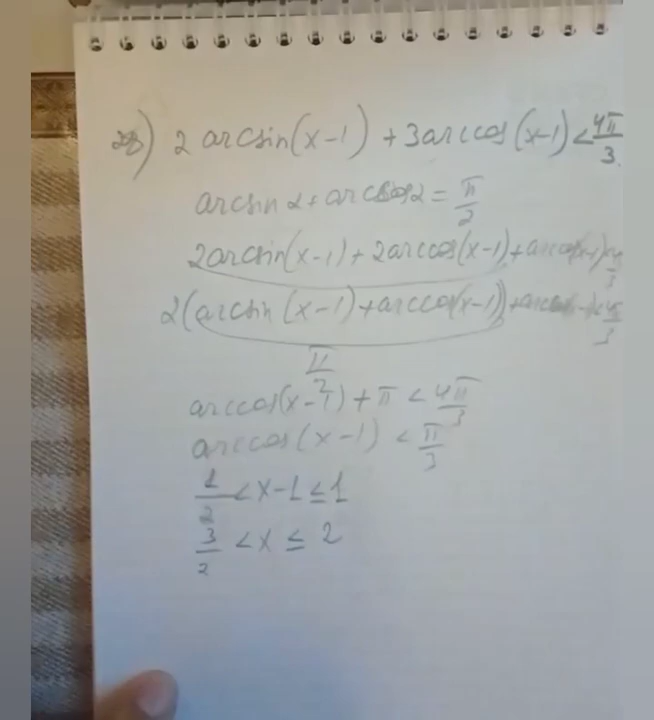 2 arcsin(x-1) + 3arccos(x-1) < 4π/3
arcsin α + arccos α = π/2
2arcsin(x-1) + 2arccos(x-1) + arccos(x-1) < 4π/3
2(arcsin(x-1) + arccos(x-1)) + arccos(x-1) < 4π/3
π/2
arccos(x-1) + π < 4π/3
arccos(x-1) < π/3
1/2 < x-1 ≤ 1
3/2 < x ≤ 2